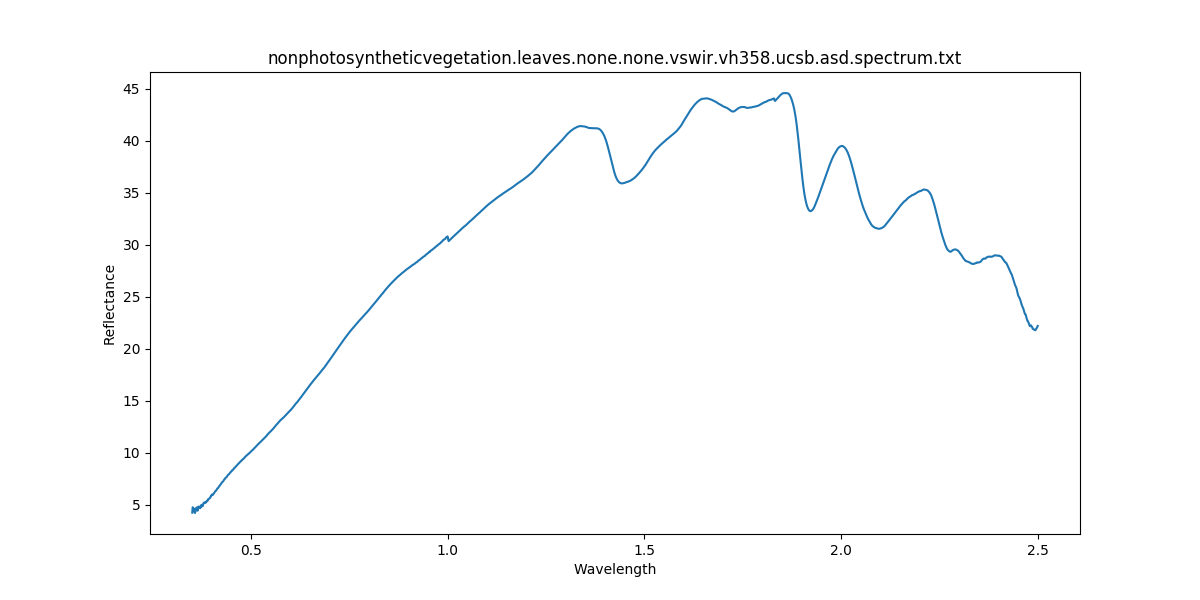 nonphotosyntheticvegetation.leaves.none.none.vswir.vh358.ucsb.asd.spectrum.txt
45
40
35
30
25
20
15
10
5
Reflectance
0.5 1.0 1.5 2.0 2.5
Wavelength